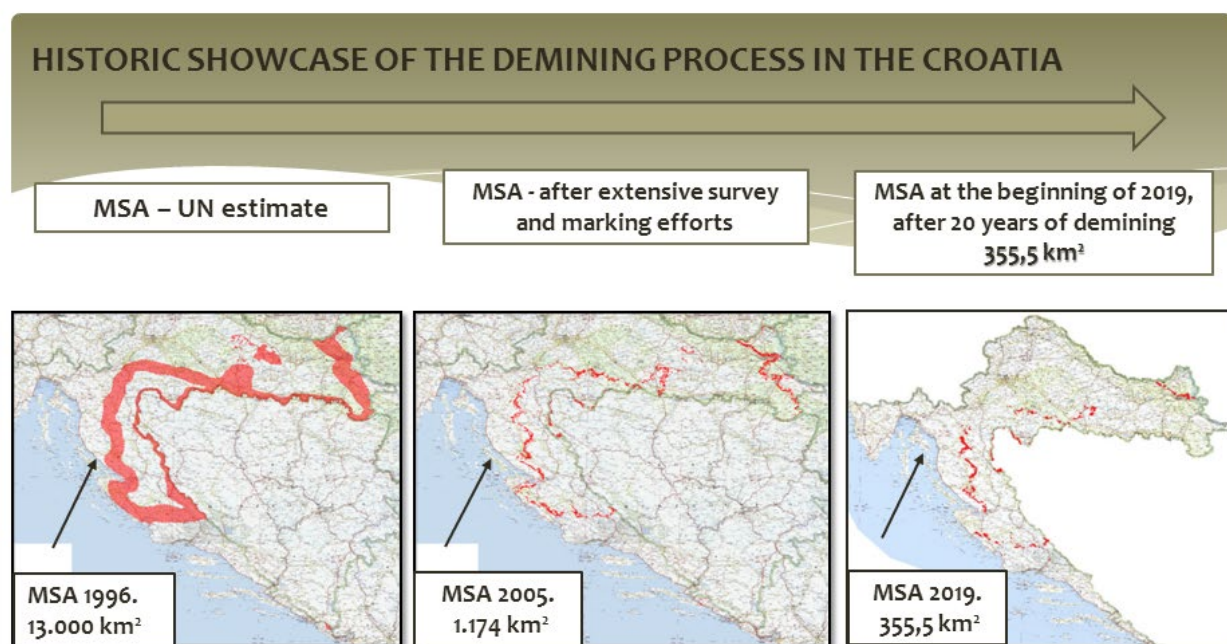 HISTORIC SHOWCASE OF THE DEMINING PROCESS IN THE CROATIA
MSA – UN estimate
MSA - after extensive survey
and marking efforts
MSA at the beginning of 2019,
after 20 years of demining
355,5 km²
MSA 1996.
13.000 km²
MSA 2005.
1.174 km²
MSA 2019.
355,5 km²